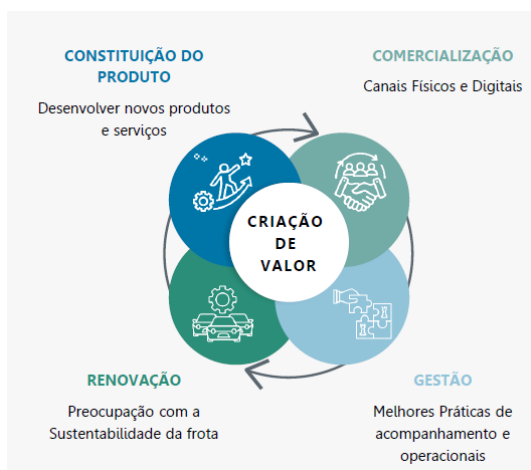 CONSTITUIÇÃO DO
PRODUTO
Desenvolver novos produtos
e serviços
COMERCIALIZAÇÃO
Canais Físicos e Digitais
CRIAÇÃO
DE
VALOR
RENOVAÇÃO
Preocupação com a
Sustentabilidade da frota
GESTÃO
Melhores Práticas de
acompanhamento e
operacionais